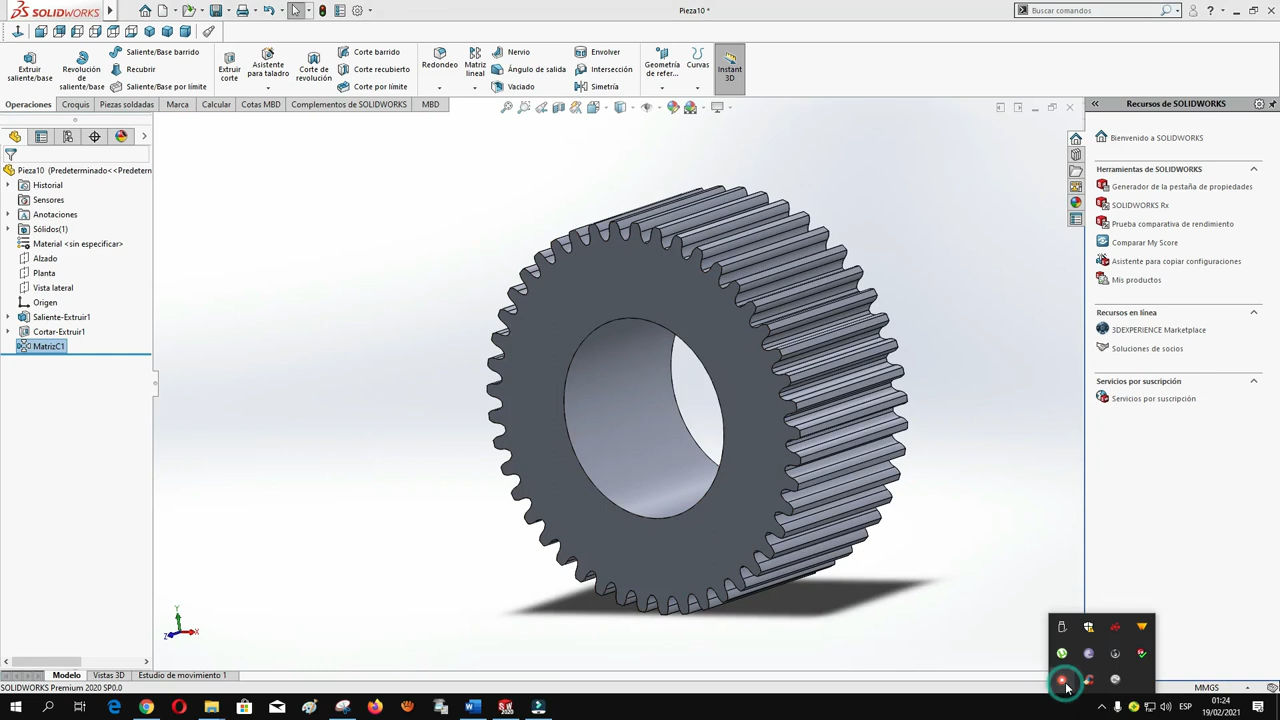 SOLIDWORKS
Pieza10 *
Buscar comandos
Extruir saliente/base
Revolución de saliente/base
Saliente/Base barrido
Recubrir
Saliente/Base por límite
Extruir corte
Asistente para taladro
Corte de revolución
Corte barrido
Corte recubierto
Corte por límite
Redondeo
Matriz lineal
Nervio
Ángulo de salida
Vaciado
Envolver
Intersección
Simetría
Geometría de refer...
Curvas
Instant 3D
Operaciones
Croquis
Piezas soldadas
Marca
Calcular
Cotas MBD
Complementos de SOLIDWORKS
MBD
Pieza10 (Predeterminado<<Predetern
Historial
Sensores
Anotaciones
Sólidos(1)
Material <sin especificar>
Alzado
Planta
Vista lateral
Origen
Saliente-Extruir1
Cortar-Extruir1
MatrizC1
Y
Z
X
Recursos de SOLIDWORKS
Bienvenido a SOLIDWORKS
Herramientas de SOLIDWORKS
Generador de la pestaña de propiedades
SOLIDWORKS Rx
Prueba comparativa de rendimiento
Comparar My Score
Asistente para copiar configuraciones
Mis productos
Recursos en línea
3DEXPERIENCE Marketplace
Soluciones de socios
Servicios por suscripción
Servicios por suscripción
Modelo
Vistas 3D
Estudio de movimiento 1
SOLIDWORKS Premium 2020 SP0.0
MMGS
ESP
01:24
19/02/2021